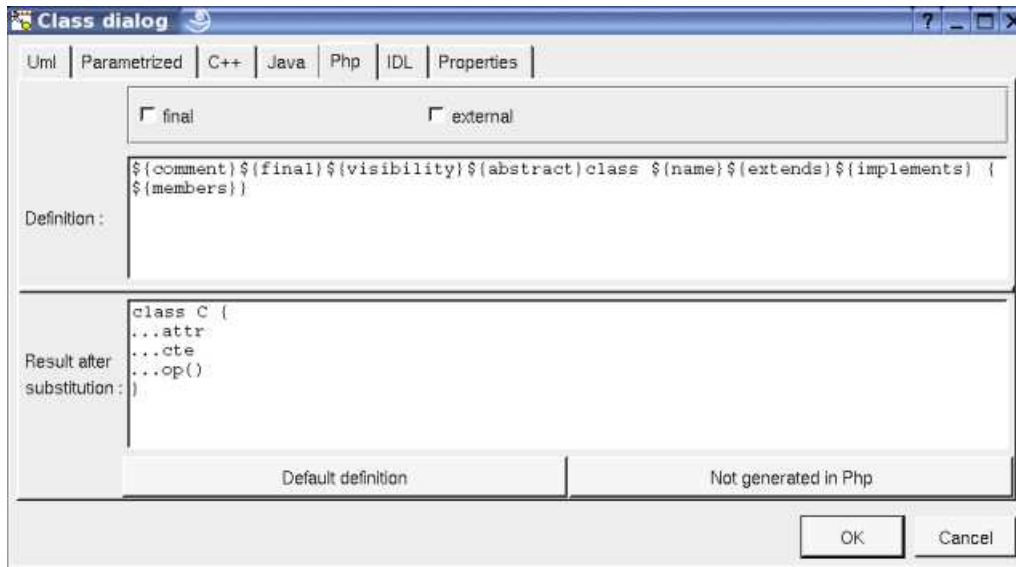 Class dialog
Uml Parametrized C++ Java Php IDL Properties
final external
Definition :
${comment}${final}${visibility}${abstract}class ${name}${extends}${implements} {
${members}}
Result after
substitution :
class C {
...attr
...cte
...op()
}
Default definition Not generated in Php
OK Cancel